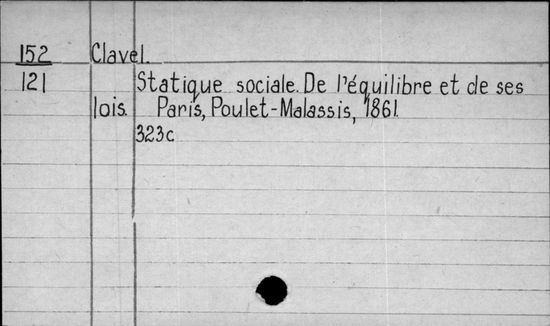 152 Clavel.
121 Statique sociale. De l'équilibre et de ses
lois. Paris, Poulet-Malassis, 1861.
323c